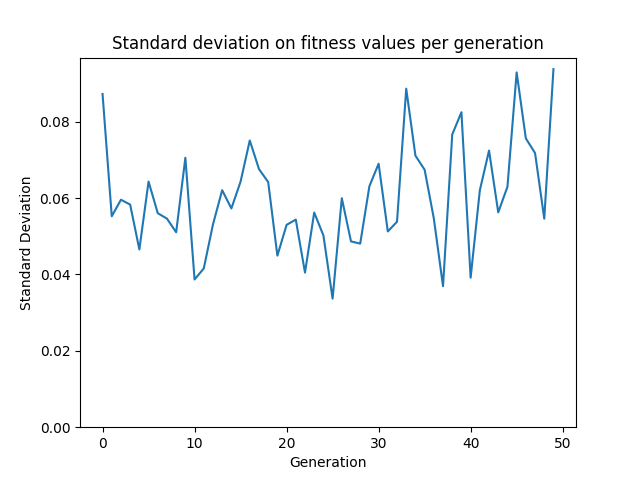 Standard deviation on fitness values per generation
Standard Deviation
0.08
0.06
0.04
0.02
0.00
0 10 20 30 40 50
Generation